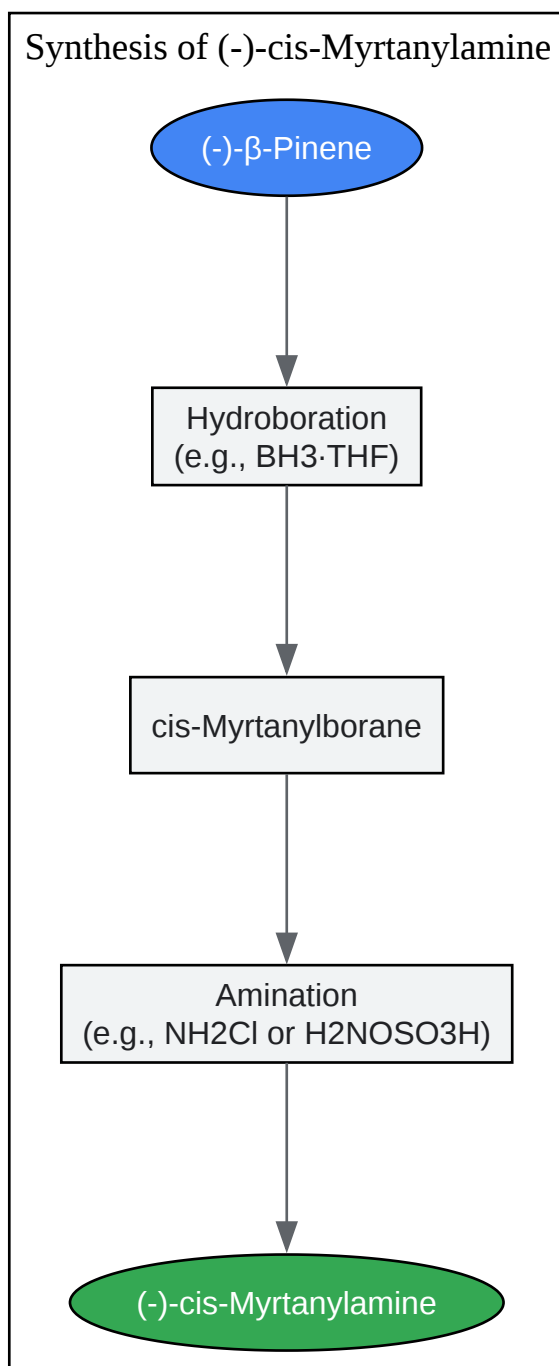 Synthesis of (-)-cis-Myrtanylamine
(-)-β-Pinene
Hydroboration
(e.g., BH3·THF)
cis-Myrtanylborane
Amination
(e.g., NH2Cl or H2NOSO3H)
(-)-cis-Myrtanylamine